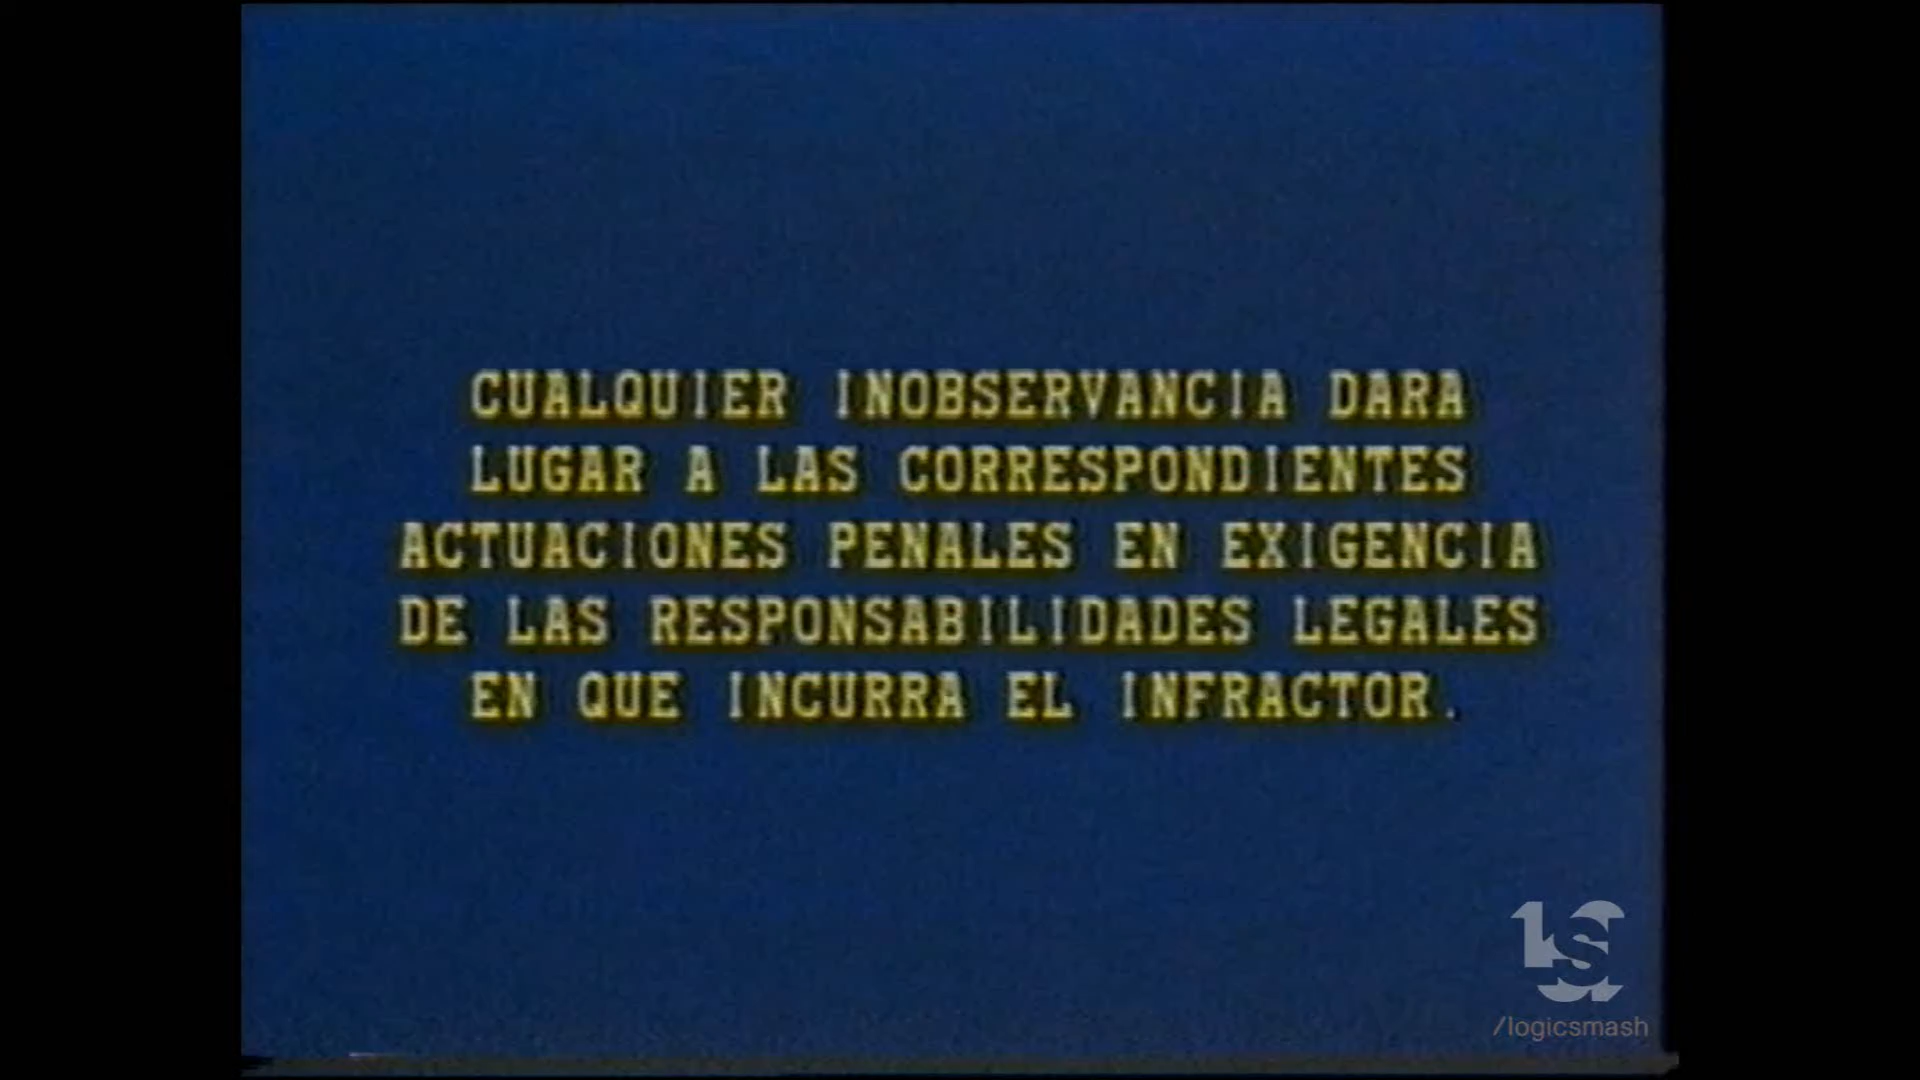 CUALQUIER INOBSERVANCIA DARA
LUGAR A LAS CORRESPONDIENTES
ACTUACIONES PENALES EN EXIGENCIA
DE LAS RESPONSABILIDADES LEGALES
EN QUE INCURRA EL INFRACTOR.
/logicsmash